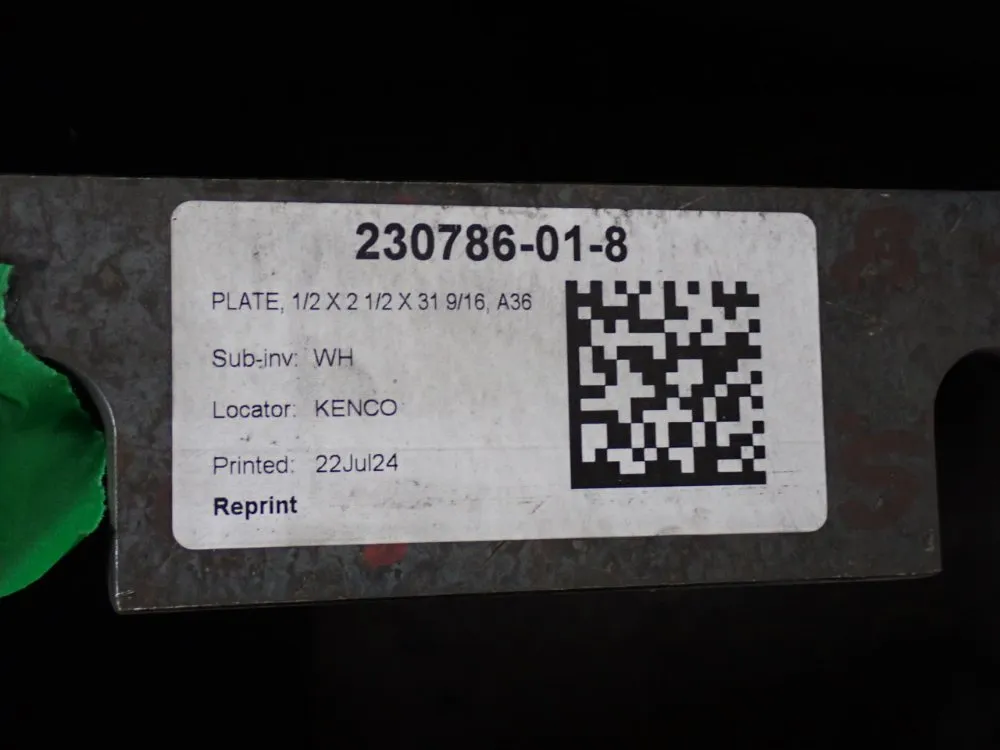 230786-01-8
PLATE, 1/2 X 2 1/2 X 31 9/16, A36
Sub-inv: WH
Locator: KENCO
Printed: 22Jul24
Reprint